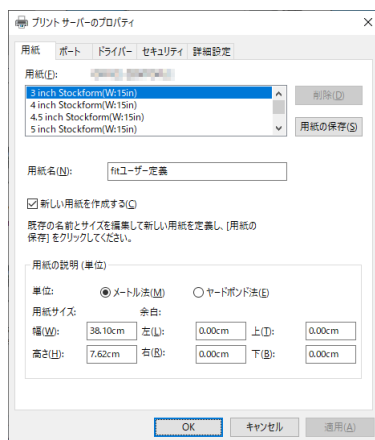 プリント サーバーのプロパティ
用紙 ポート ドライバー セキュリティ 詳細設定
用紙(F):
3 inch Stockform(W:15in)
4 inch Stockform(W:15in)
4.5 inch Stockform(W:15in)
5 inch Stockform(W:15in)
削除(D)
用紙の保存(S)
用紙名(N): fitユーザー定義
新しい用紙を作成する(C)
既存の名前とサイズを編集して新しい用紙を定義し、[用紙の
保存] をクリックしてください。
用紙の説明 (単位)
単位: メートル法(M) ヤードポンド法(E)
用紙サイズ: 余白:
幅(W): 38.10cm 左(L): 0.00cm 上(T): 0.00cm
高さ(H): 7.62cm 右(R): 0.00cm 下(B): 0.00cm
OK キャンセル 適用(A)